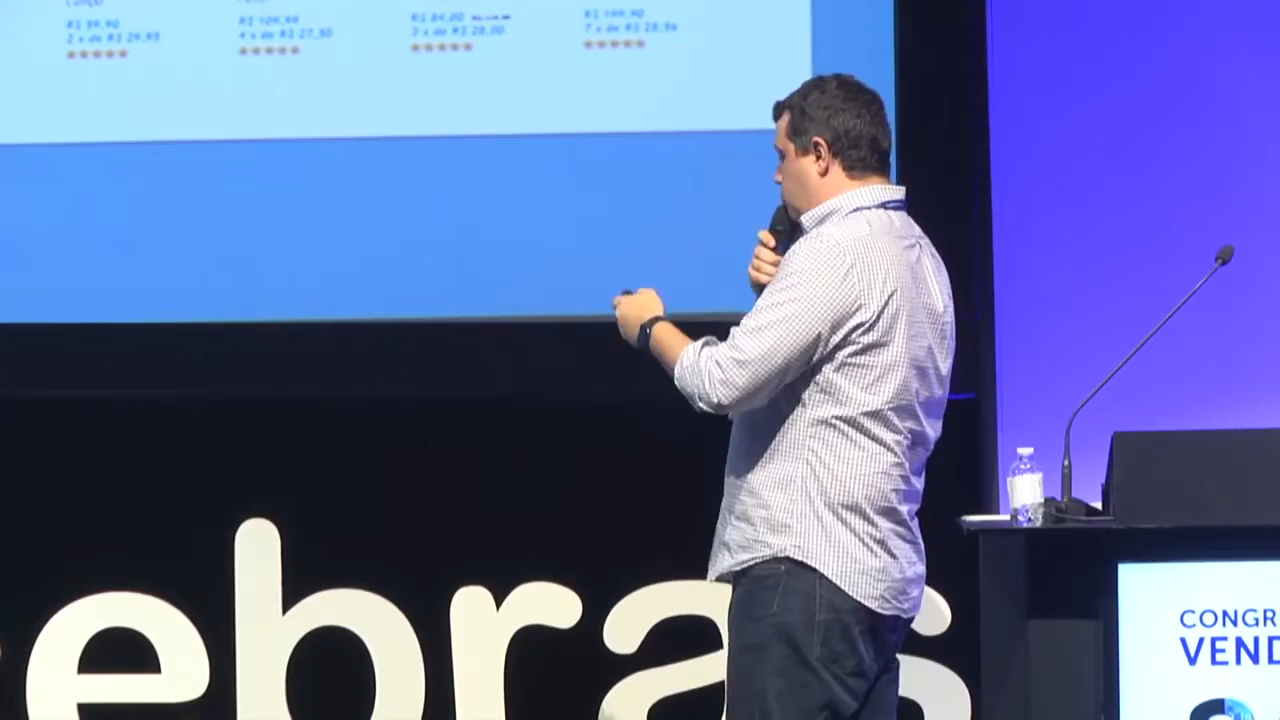 R$ 59,90
2 x de R$ 29,95
R$ 109,99
4 x de R$ 27,50
R$ 84,00
3 x de R$ 28,00
R$ 199,90
7 x de R$ 28,56
ebras
CONGR
VEND